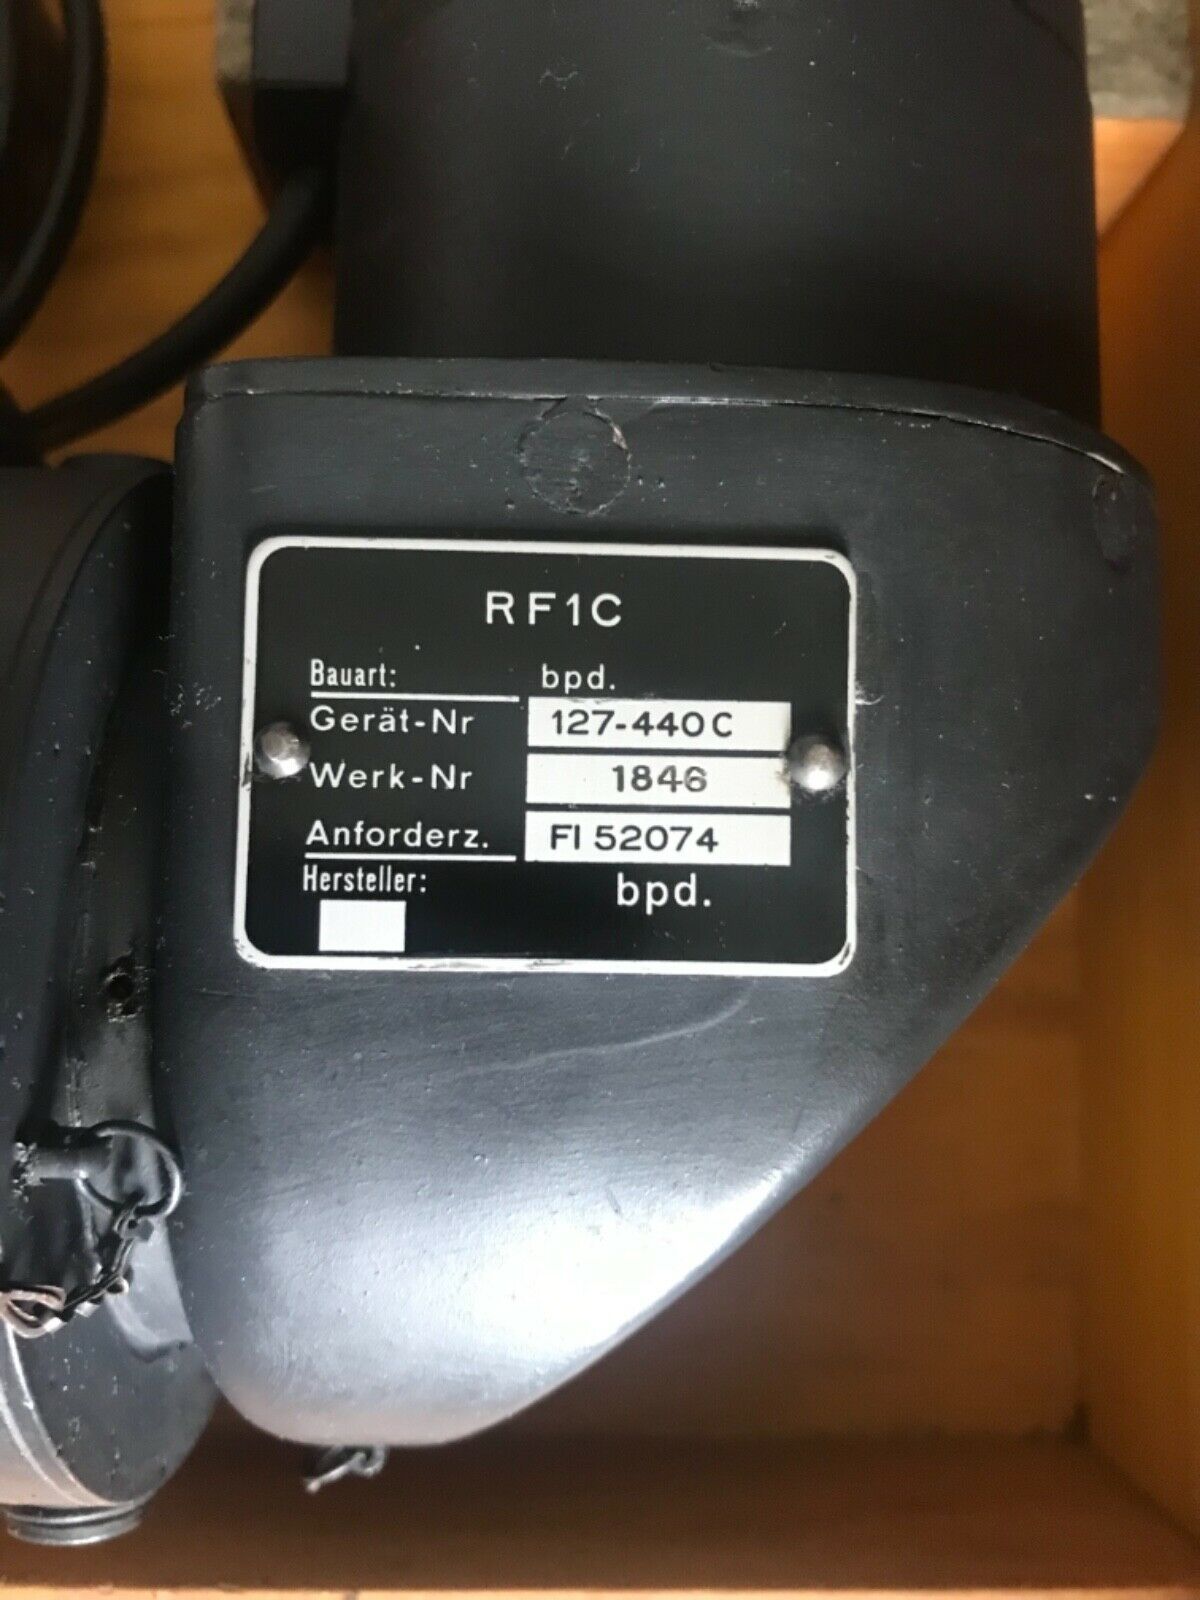 RF1C
Bauart: bpd.
Gerät-Nr 127-440C
Werk-Nr 1846
Anforderz. Fl 52074
Hersteller: bpd.